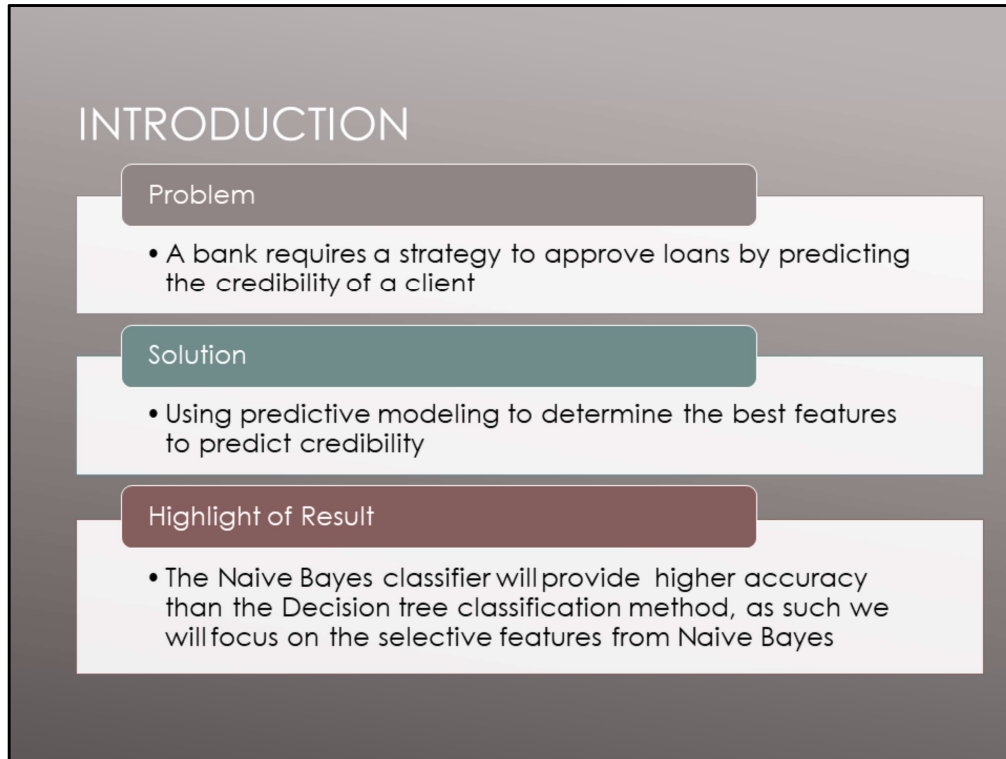 INTRODUCTION
Problem
• A bank requires a strategy to approve loans by predicting
the credibility of a client
Solution
• Using predictive modeling to determine the best features
to predict credibility
Highlight of Result
• The Naive Bayes classifier will provide higher accuracy
than the Decision tree classification method, as such we
will focus on the selective features from Naive Bayes